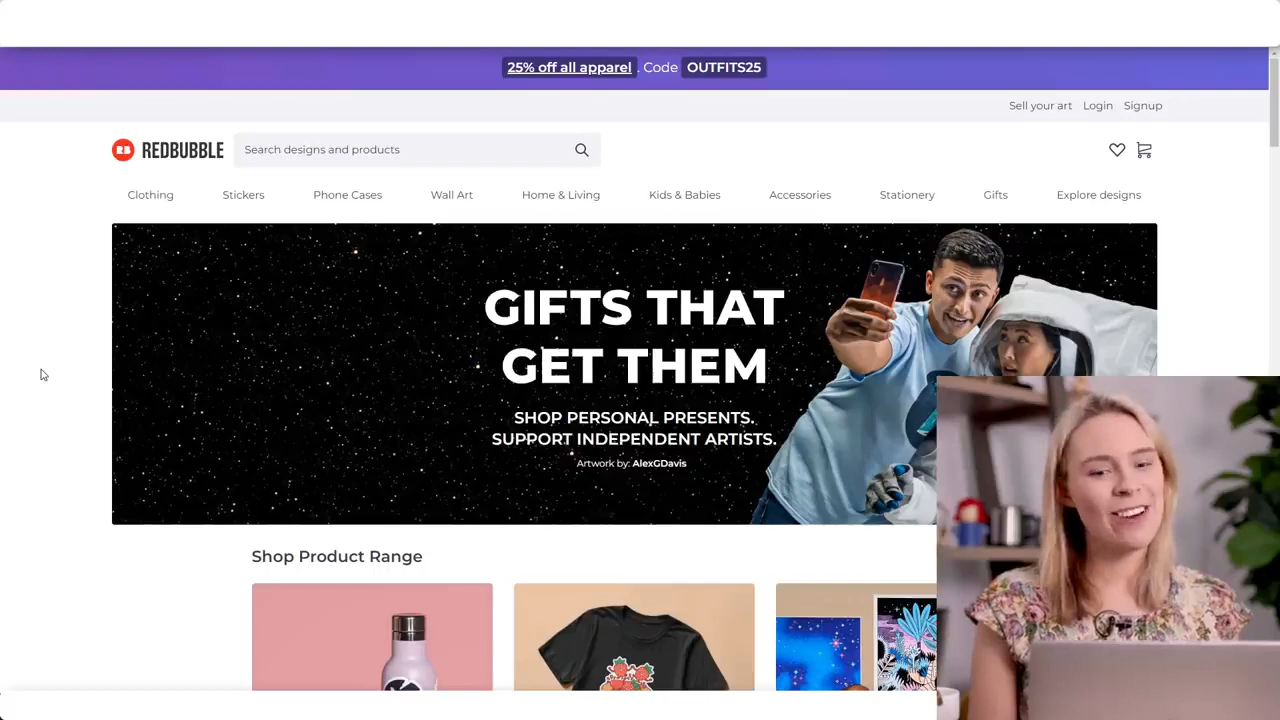 25% off all apparel . Code OUTFITS25
Sell your art Login Signup
RB REDBUBBLE Search designs and products
Clothing Stickers Phone Cases Wall Art Home & Living Kids & Babies Accessories Stationery Gifts Explore designs
GIFTS THAT
GET THEM
SHOP PERSONAL PRESENTS.
SUPPORT INDEPENDENT ARTISTS.
Artwork by: AlexGDavis
Shop Product Range